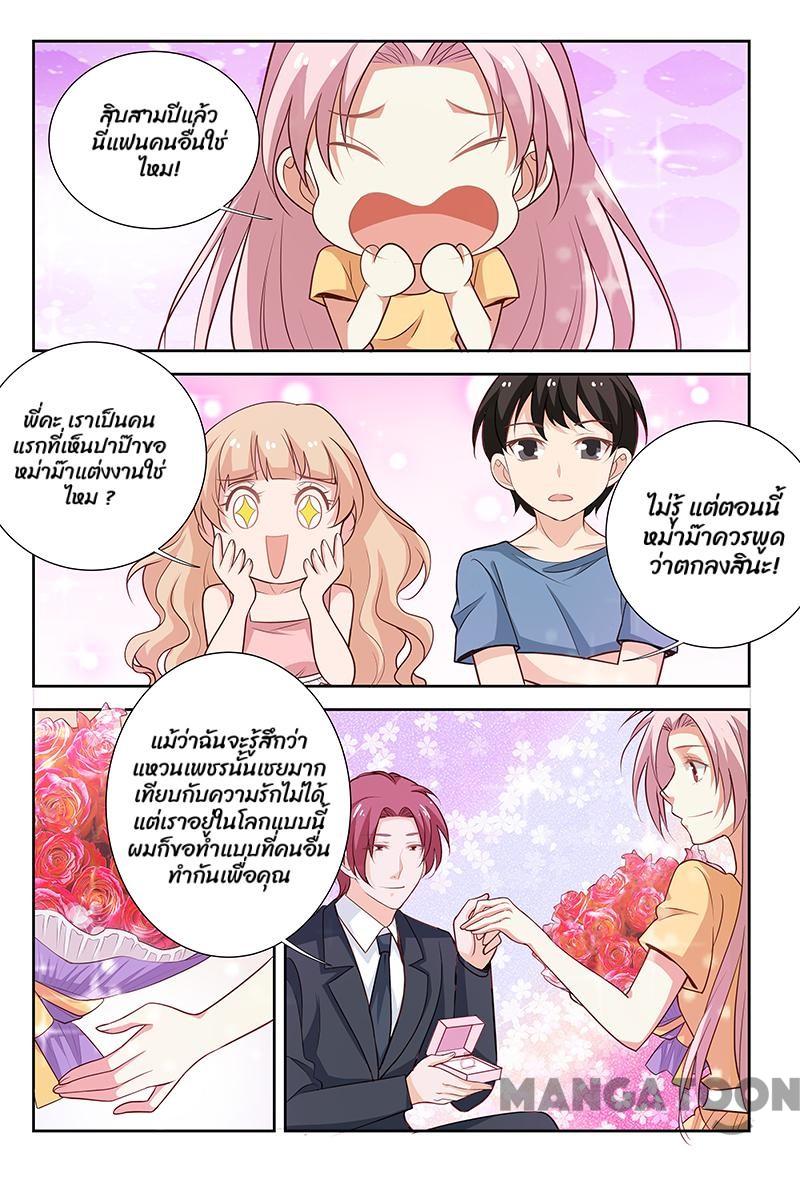 สิบสามปีแล้ว
นี่แฟนคนอื่นใช่
ไหม!
พี่คะ เราเป็นคน
แรกที่เห็นปาป๊าขอ
หม่าม๊าแต่งงานใช่
ไหม ?
ไม่รู้ แต่ตอนนี้
หม่าม๊าควรพูด
ว่าตกลงสินะ!
แม้ว่าฉันจะรู้สึกว่า
แหวนเพชรนั้นเชยมาก
เทียบกับความรักไม่ได้
แต่เราอยู่ในโลกแบบนี้
ผมก็ขอทำแบบที่คนอื่น
ทำกันเพื่อคุณ
MANGATOON